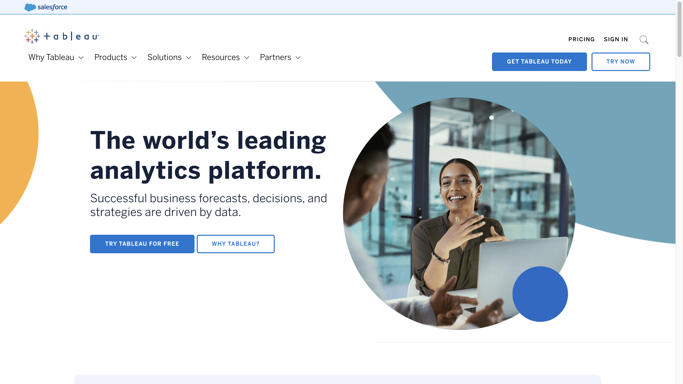 salesforce
tableau
PRICING
SIGN IN
Why Tableau
Products
Solutions
Resources
Partners
GET TABLEAU TODAY
TRY NOW
The world's leading
analytics platform.
Successful business forecasts, decisions, and
strategies are driven by data.
TRY TABLEAU FOR FREE
WHY TABLEAU?